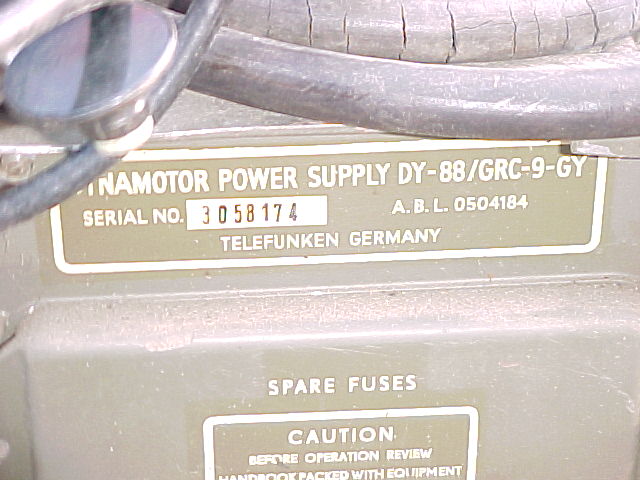 DYNAMOTOR POWER SUPPLY DY-88/GRC-9-GY
SERIAL NO. 3058174 A.B.L. 0504184
TELEFUNKEN GERMANY
SPARE FUSES
CAUTION
BEFORE OPERATION REVIEW
HANDBOOK PACKED WITH EQUIPMENT